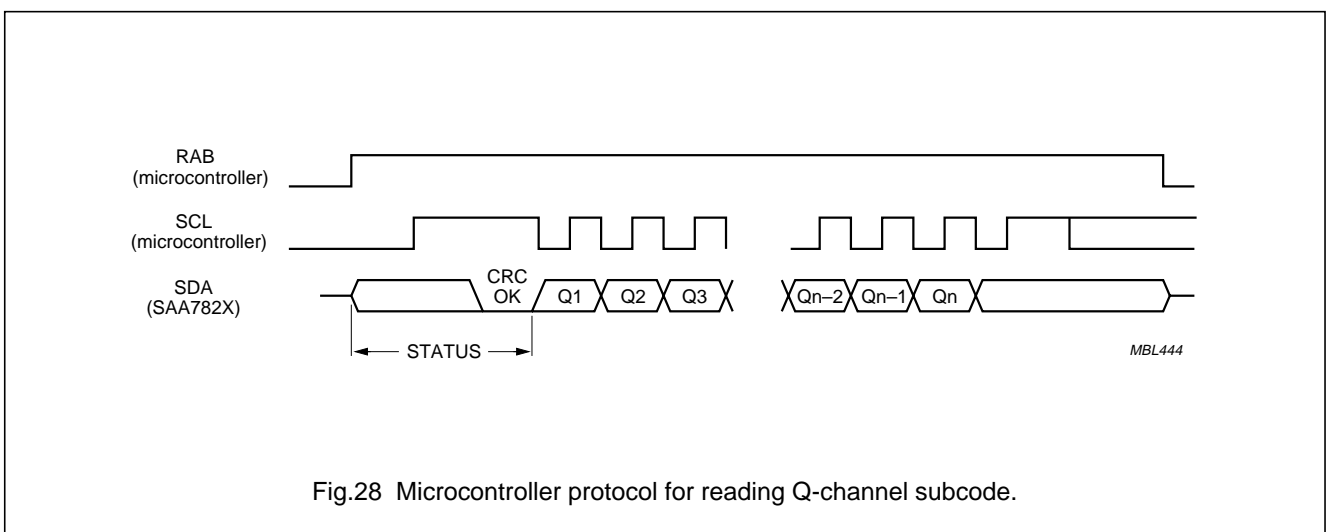 RAB
(microcontroller)
SCL
(microcontroller)
SDA
(SAA782X)
CRC
OK
Q1
Q2
Q3
Qn–2
Qn–1
Qn
STATUS
MBL444
Fig.28 Microcontroller protocol for reading Q-channel subcode.